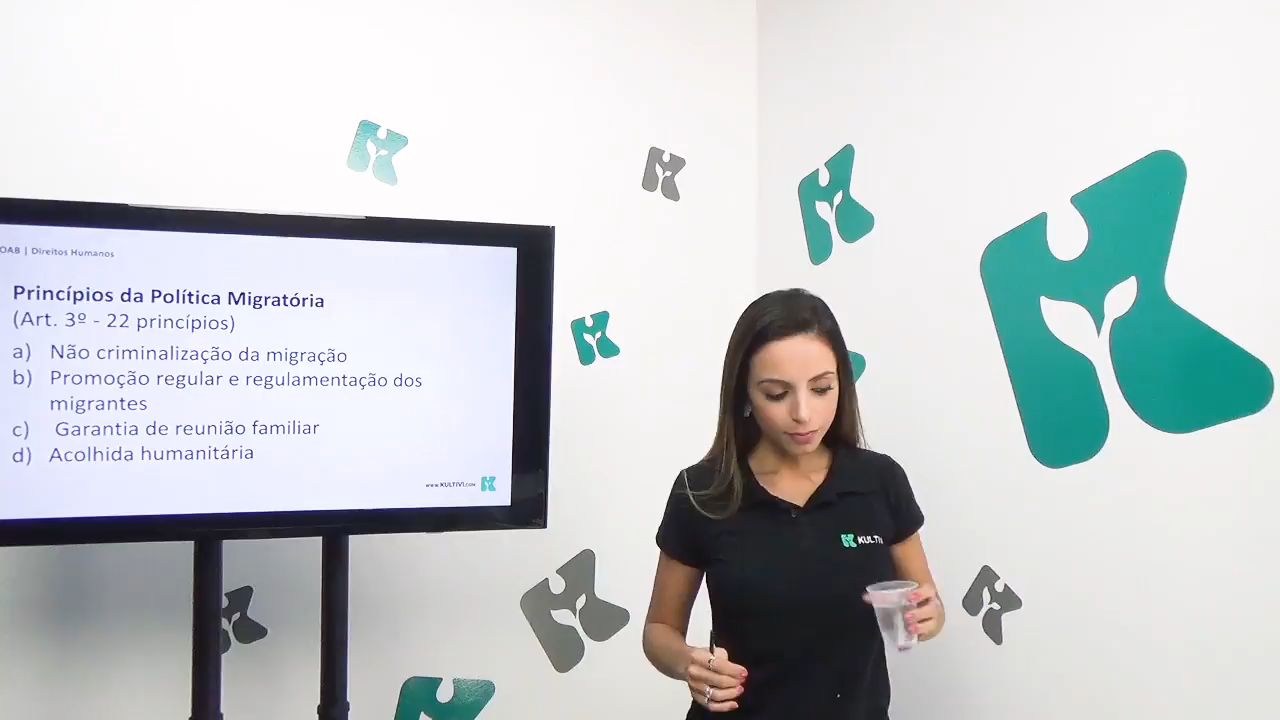 OAB | Direitos Humanos
Princípios da Política Migratória
(Art. 3º - 22 princípios)
a) Não criminalização da migração
b) Promoção regular e regulamentação dos
migrantes
c) Garantia de reunião familiar
d) Acolhida humanitária
www.KULTIVI.COM
KULTIVI